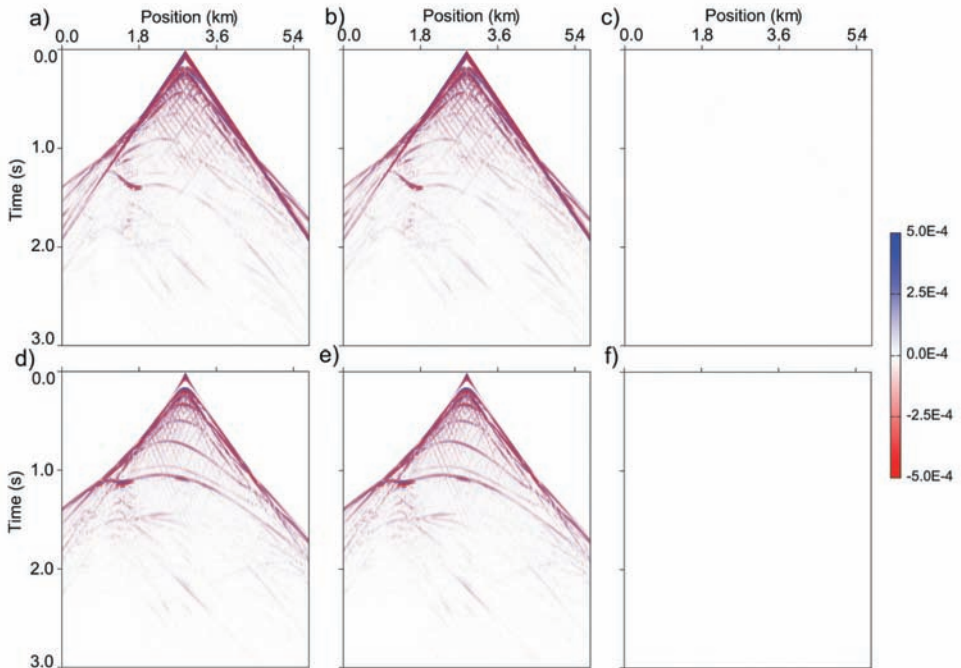 a) Position (km) b) Position (km) c) Position (km)
0.0 1.8 3.6 54 0.0 1.8 3.6 54 0.0 1.8 3.6 54
0.0
1.0
Time (s)
2.0
3.0
5.0E-4
2.5E-4
0.0E-4
-2.5E-4
-5.0E-4
d) e) f)
0.0
1.0
Time (s)
2.0
3.0